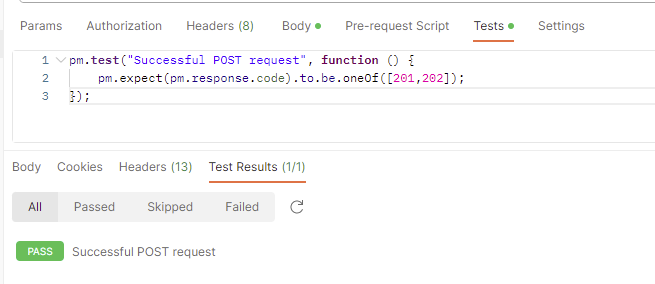 Params Authorization Headers (8) Body Pre-request Script Tests Settings
1 pm.test("Successful POST request", function () {
2 pm.expect(pm.response.code).to.be.oneOf([201,202]);
3 });
Body Cookies Headers (13) Test Results (1/1)
All Passed Skipped Failed
PASS Successful POST request